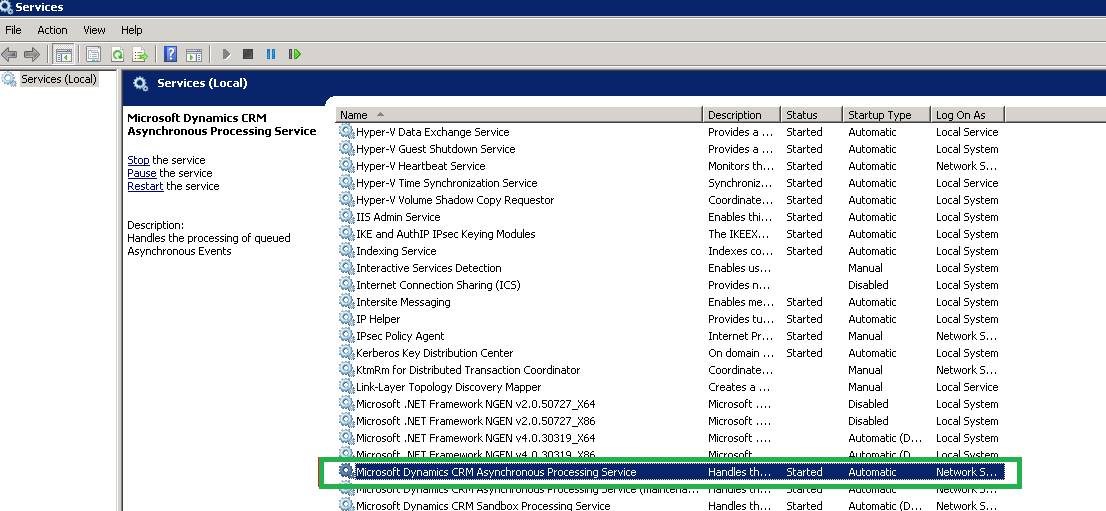 Services
File Action View Help
Services (Local)
Services (Local)
Microsoft Dynamics CRM
Asynchronous Processing Service
Stop the service
Pause the service
Restart the service
Description:
Handles the processing of queued
Asynchronous Events
Name Description Status Startup Type Log On As
Hyper-V Data Exchange Service Provides a ... Started Automatic Local Service
Hyper-V Guest Shutdown Service Provides a ... Started Automatic Local System
Hyper-V Heartbeat Service Monitors th... Started Automatic Network S...
Hyper-V Time Synchronization Service Synchroniz... Started Automatic Local Service
Hyper-V Volume Shadow Copy Requestor Coordinate... Started Automatic Local System
IIS Admin Service Enables thi... Started Automatic Local System
IKE and AuthIP IPsec Keying Modules The IKEEX... Started Automatic Local System
Indexing Service Indexes co... Started Automatic Local System
Interactive Services Detection Enables us... Manual Local System
Internet Connection Sharing (ICS) Provides n... Disabled Local System
Intersite Messaging Enables me... Started Automatic Local System
IP Helper Provides tu... Started Automatic Local System
IPsec Policy Agent Internet Pr... Started Manual Network S...
Kerberos Key Distribution Center On domain ... Started Automatic Local System
KtmRm for Distributed Transaction Coordinator Coordinate... Manual Network S...
Link-Layer Topology Discovery Mapper Creates a ... Manual Local Service
Microsoft .NET Framework NGEN v2.0.50727_X64 Microsoft .... Disabled Local System
Microsoft .NET Framework NGEN v2.0.50727_X86 Microsoft .... Disabled Local System
Microsoft .NET Framework NGEN v4.0.30319_X64 Microsoft .... Automatic (D... Local System
Microsoft .NET Framework NGEN v4.0.30319_X86 Microsoft .... Automatic (D... Local System
Microsoft Dynamics CRM Asynchronous Processing Service Handles th... Started Automatic Network S...
Microsoft Dynamics CRM Asynchronous Processing Service (maintena... Handles th... Started Automatic Network S...
Microsoft Dynamics CRM Sandbox Processing Service Handles th... Started Automatic (D... Local System